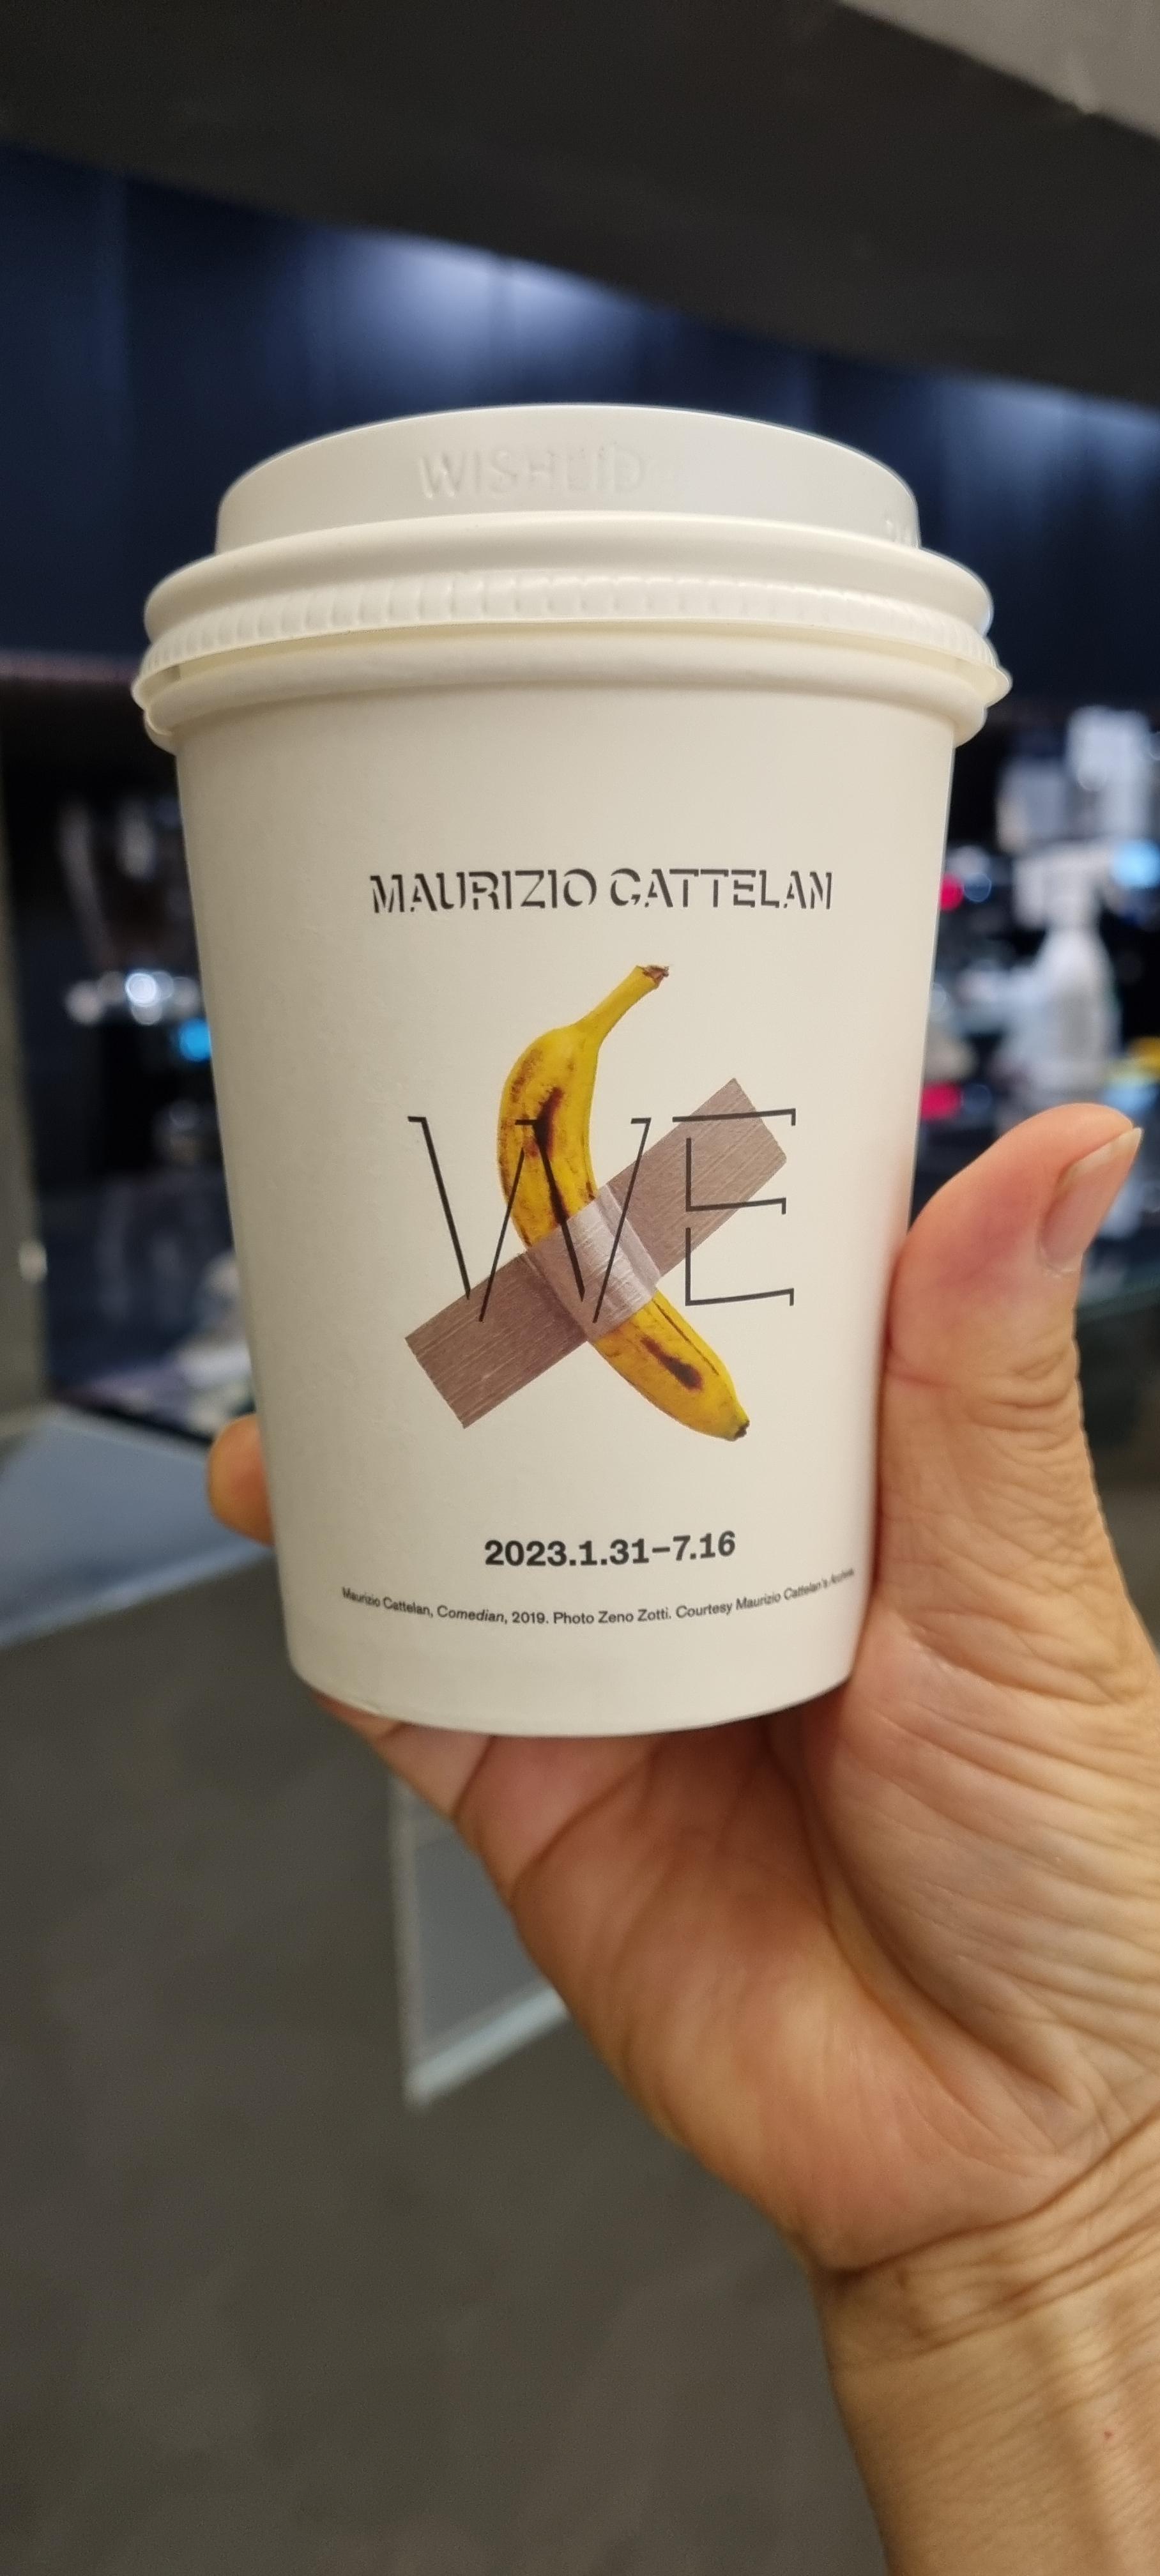 WISHLID
MAURIZIO CATTELAN
WE
2023.1.31–7.16
Maurizio Cattelan, Comedian, 2019. Photo Zeno Zotti. Courtesy Maurizio Cattelan's Archive